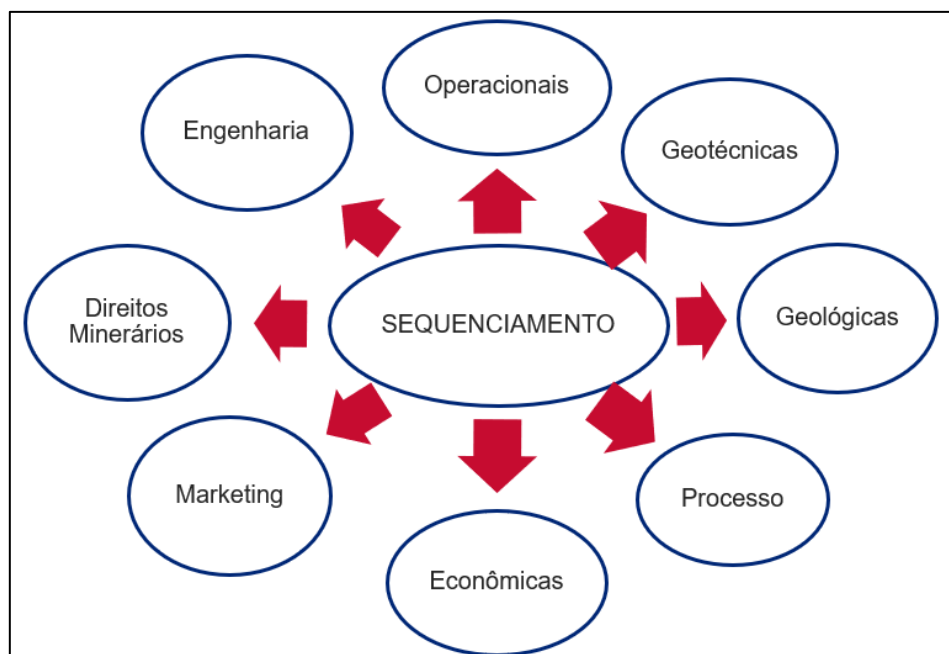 Operacionais
Engenharia
Geotécnicas
Direitos
Minerários
SEQUENCIAMENTO
Geológicas
Marketing
Processo
Econômicas